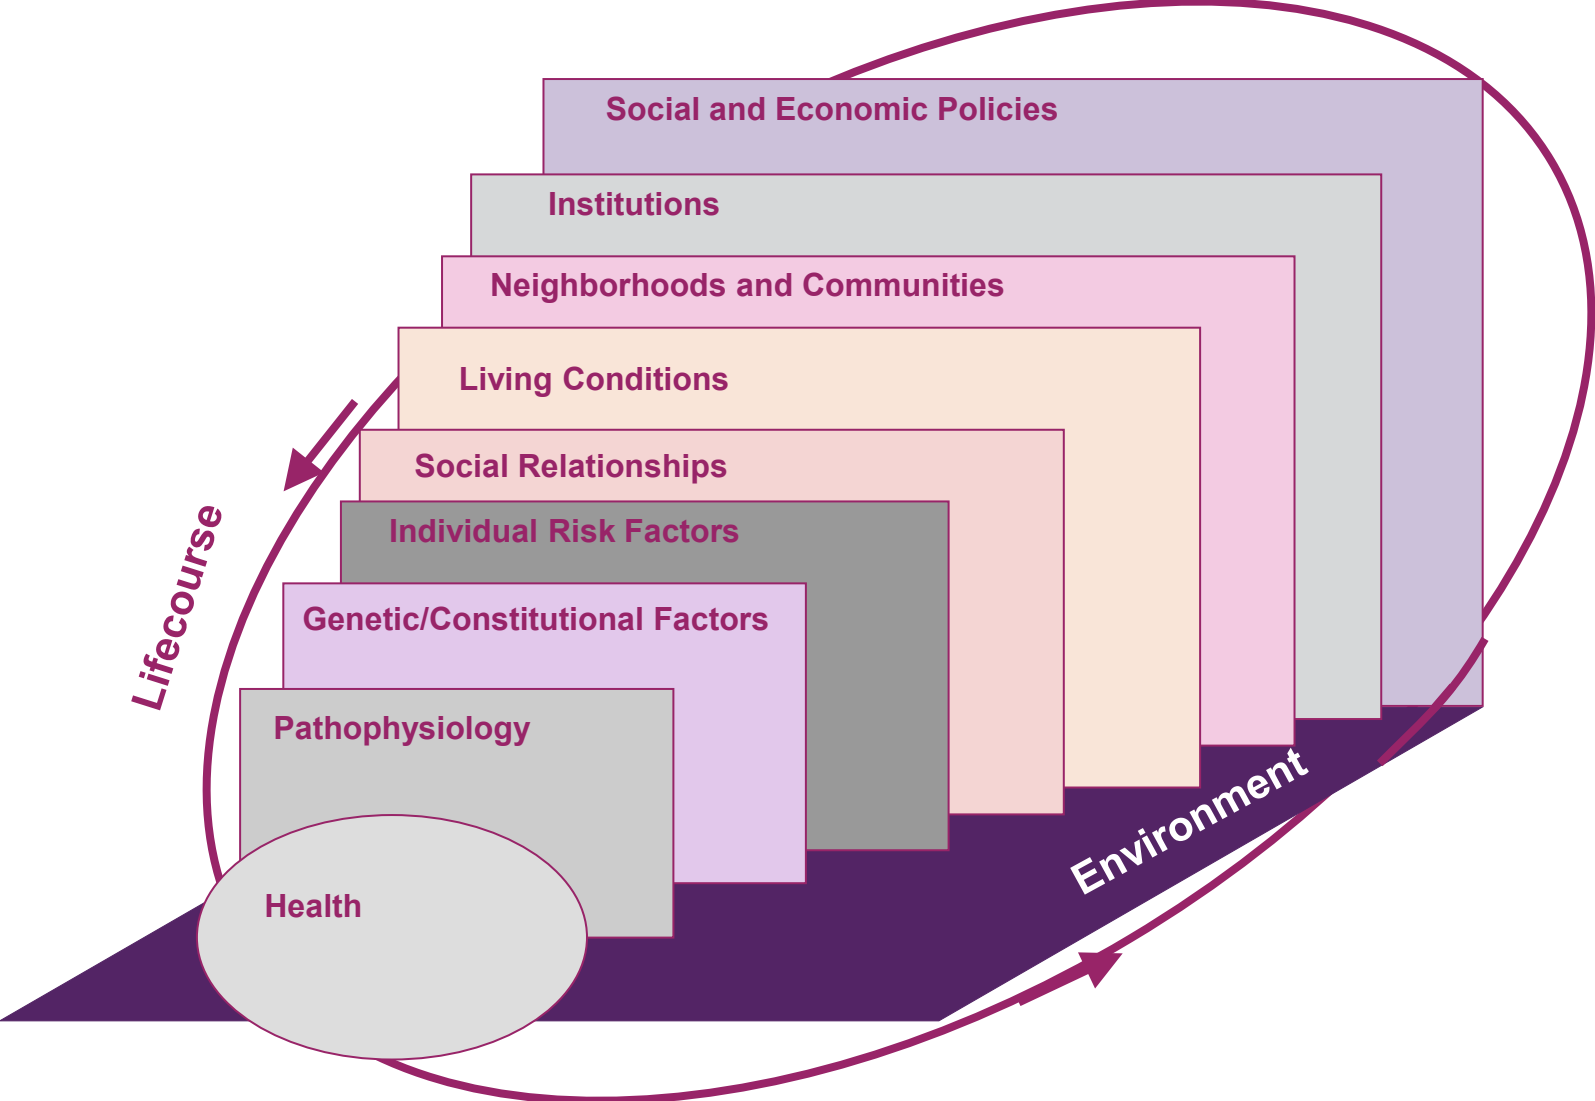 Social and Economic Policies
Institutions
Neighborhoods and Communities
Living Conditions
Social Relationships
Individual Risk Factors
Genetic/Constitutional Factors
Pathophysiology
Health
Lifecourse
Environment